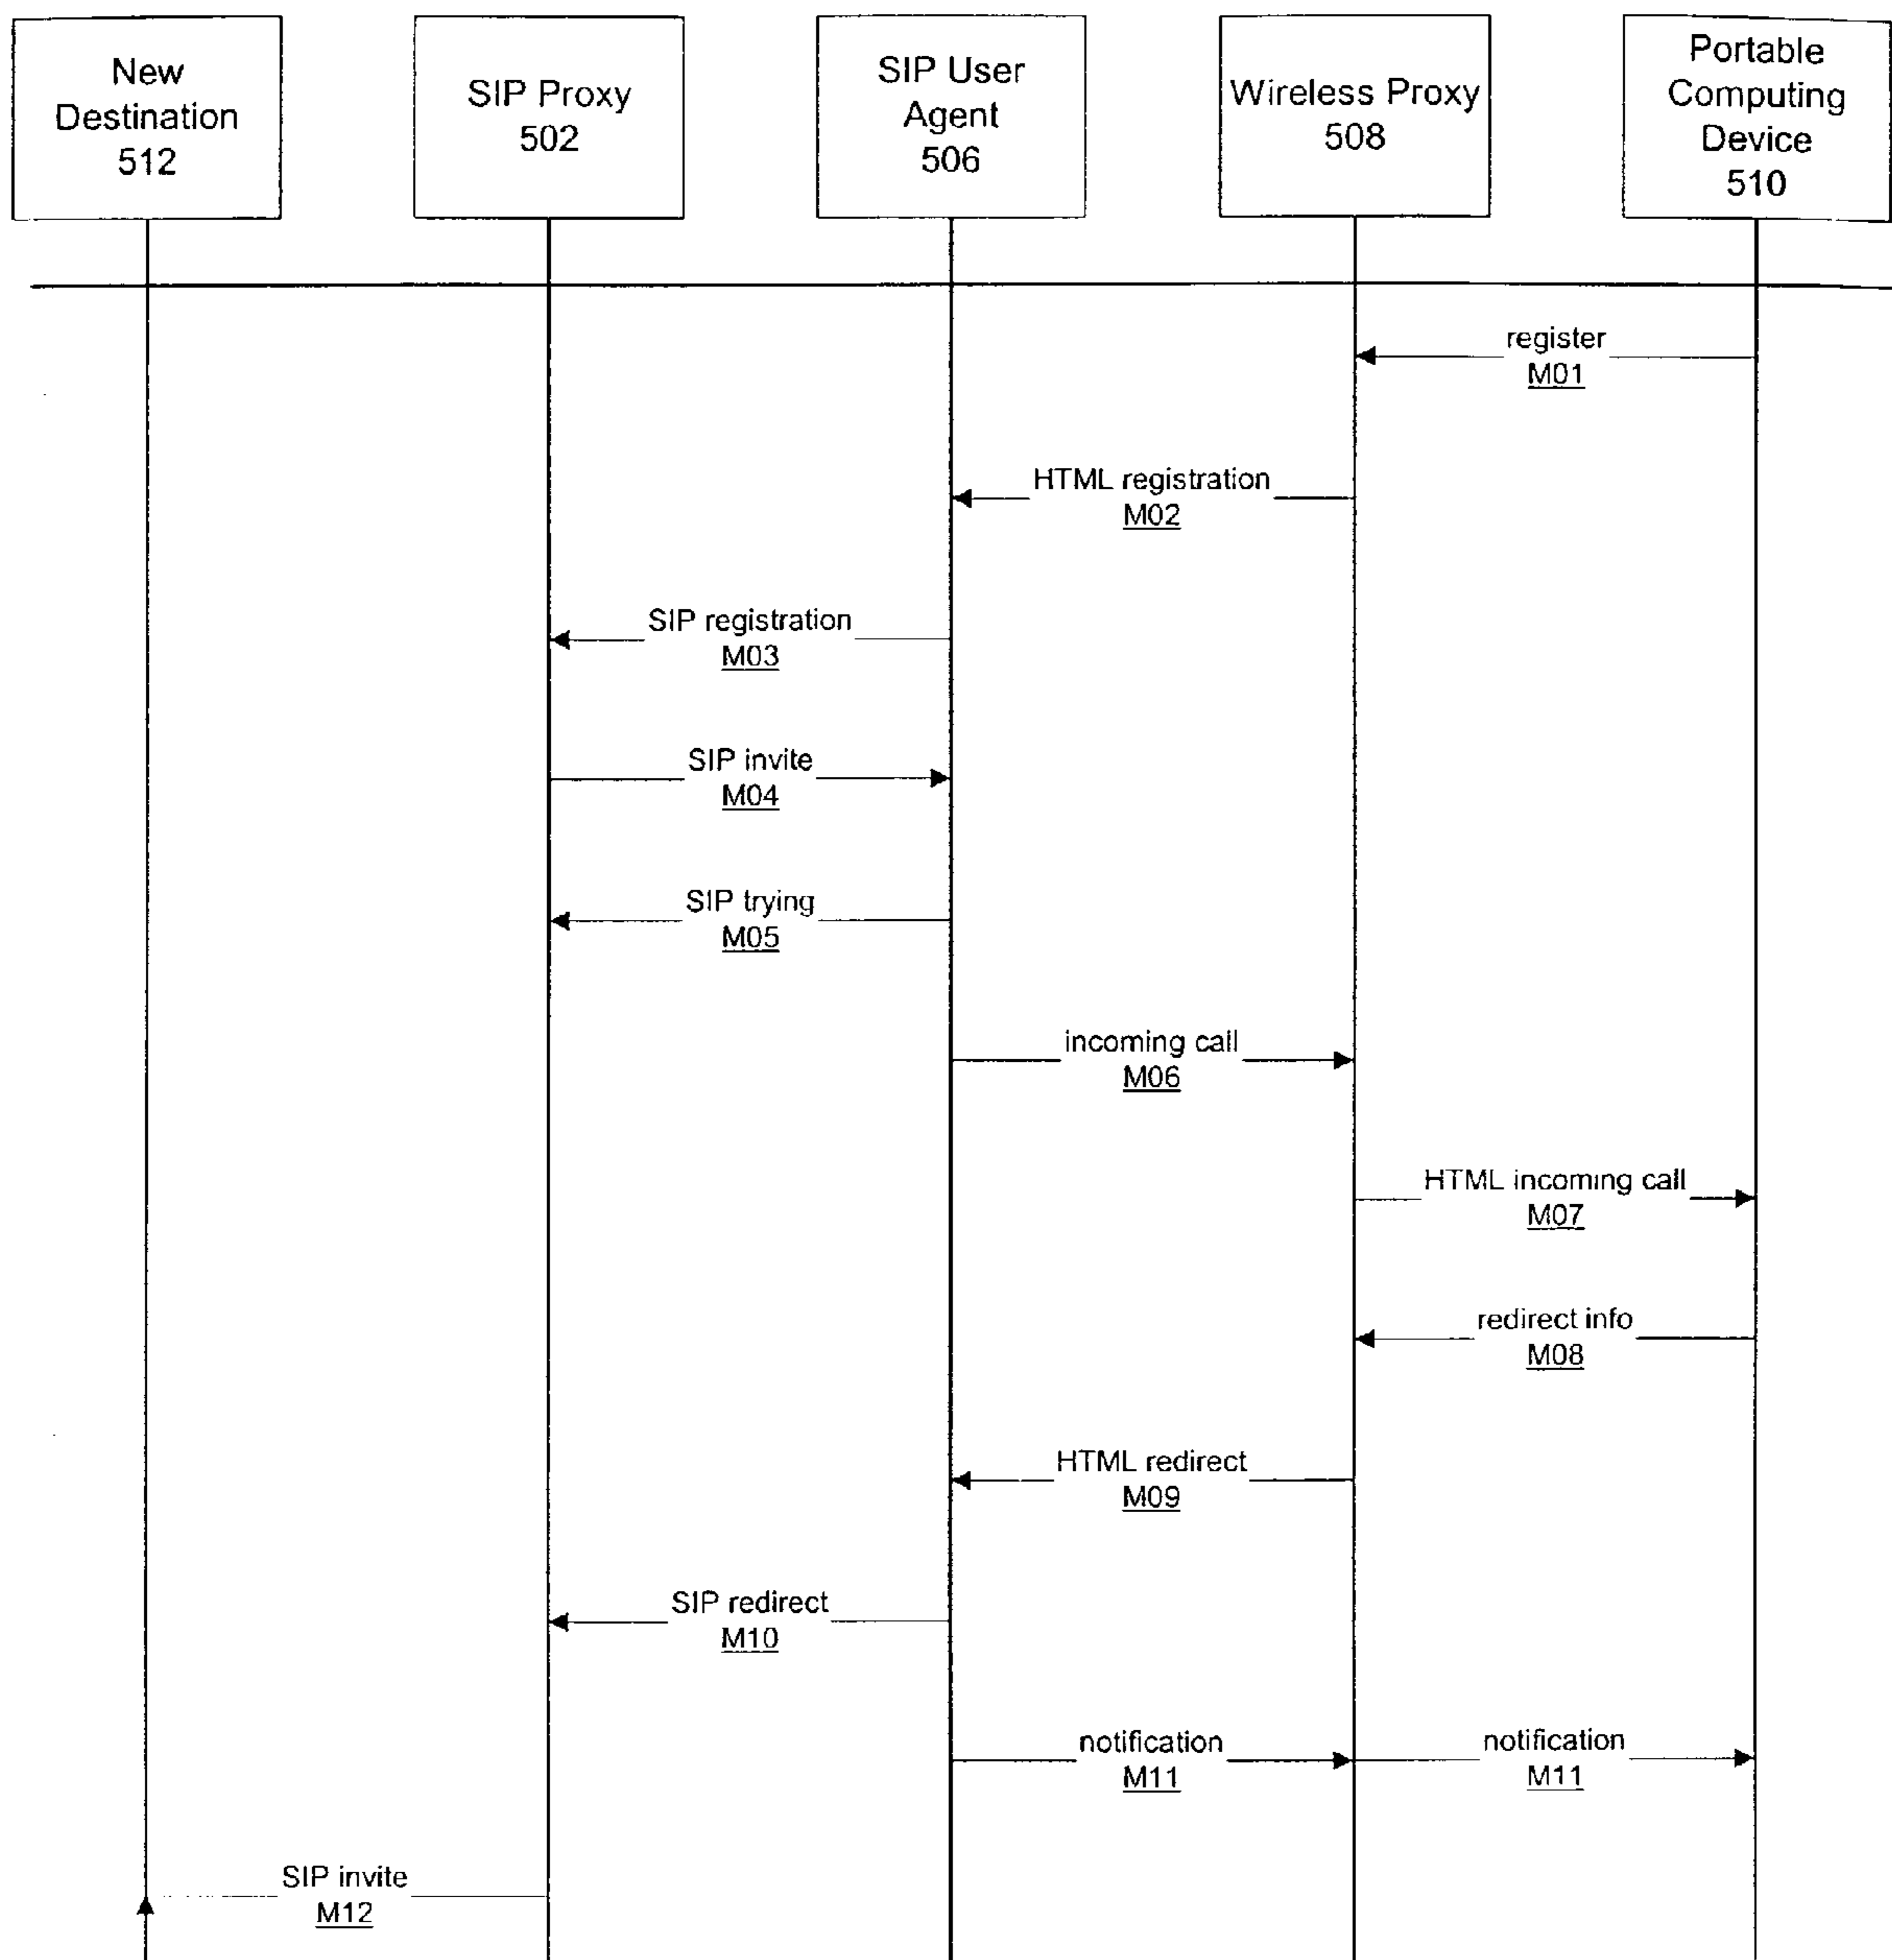 New
Destination
512
SIP Proxy
502
SIP User
Agent
506
Wireless Proxy
508
Portable
Computing
Device
510
register
M01
HTML registration
M02
SIP registration
M03
SIP invite
M04
SIP trying
M05
incoming call
M06
HTML incoming call
M07
redirect info
M08
HTML redirect
M09
SIP redirect
M10
notification
M11
notification
M11
SIP invite
M12